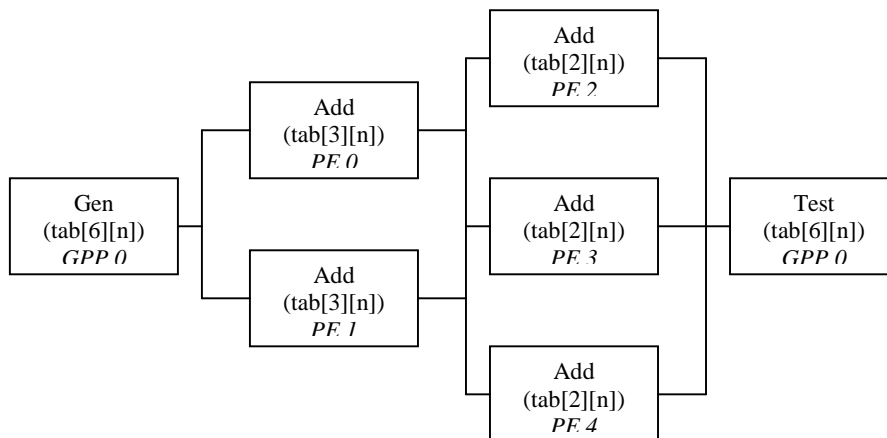 Gen
(tab[6][n])
GPP 0
Add
(tab[3][n])
PE 0
Add
(tab[3][n])
PE 1
Add
(tab[2][n])
PE 2
Add
(tab[2][n])
PE 3
Add
(tab[2][n])
PE 4
Test
(tab[6][n])
GPP 0